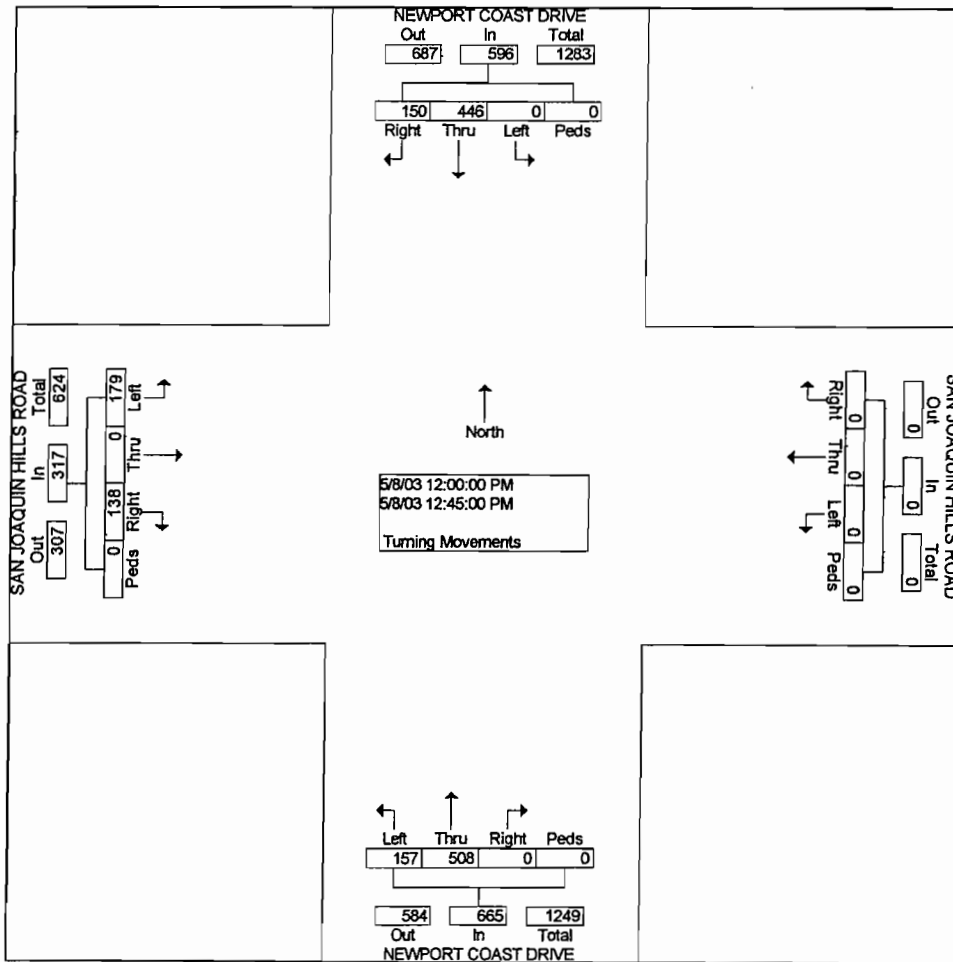 NEWPORT COAST DRIVE
Out In Total
687 596 1283
150 446 0 0
Right Thru Left Peds
SAN JOAQUIN HILLS ROAD
Total In Out
624 317 307
179 0 138 0
Left Thru Right Peds
North
5/8/03 12:00:00 PM
5/8/03 12:45:00 PM
Turning Movements
Right Thru Left Peds
0 0 0 0
Out In Total
0 0 0
SAN JOAQUIN HILLS ROAD
Left Thru Right Peds
157 508 0 0
584 665 1249
Out In Total
NEWPORT COAST DRIVE